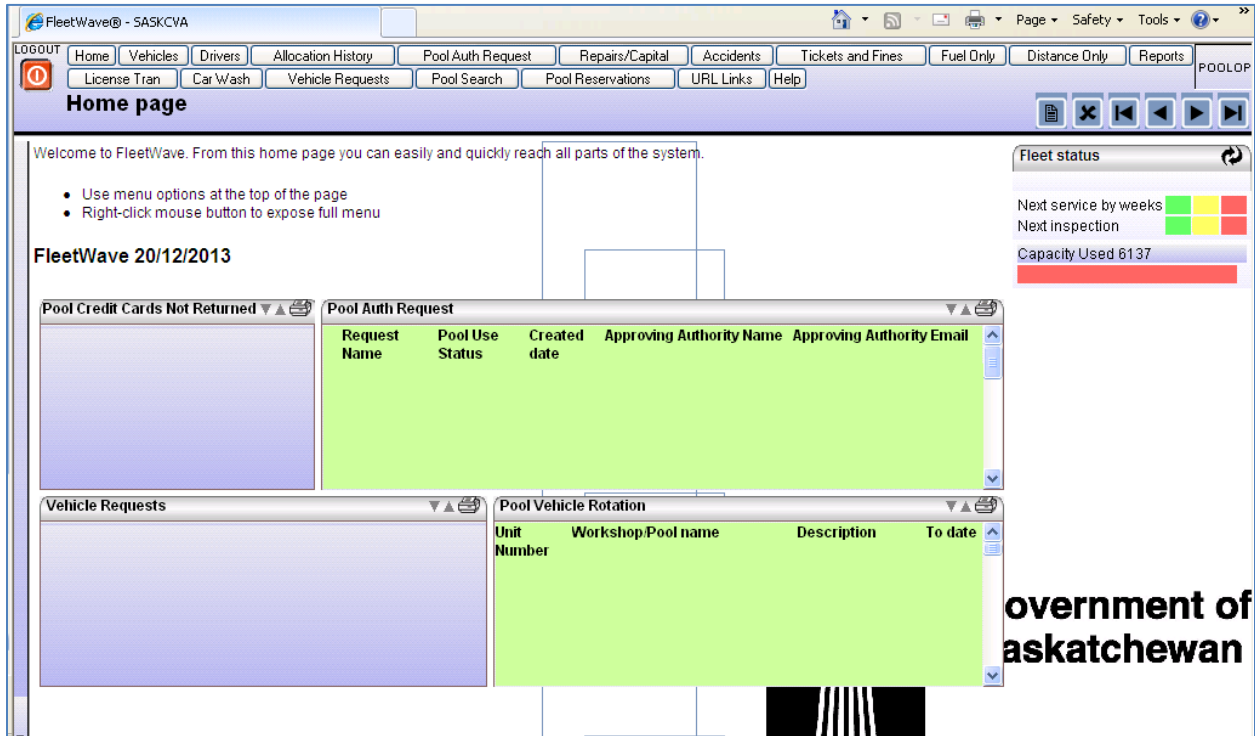 FleetWave® - SASKCVA
Page Safety Tools
LOGOUT
Home Vehicles Drivers Allocation History Pool Auth Request Repairs/Capital Accidents Tickets and Fines Fuel Only Distance Only Reports
POOLOP
License Tran Car Wash Vehicle Requests Pool Search Pool Reservations URL Links Help
Home page
Welcome to FleetWave. From this home page you can easily and quickly reach all parts of the system.
Use menu options at the top of the page
Right-click mouse button to expose full menu
FleetWave 20/12/2013
Fleet status
Next service by weeks
Next inspection
Capacity Used 6137
Pool Credit Cards Not Returned
Pool Auth Request
Request Name
Pool Use Status
Created date
Approving Authority Name
Approving Authority Email
Vehicle Requests
Pool Vehicle Rotation
Unit Number
Workshop/Pool name
Description
To date
overnment of
askatchewan